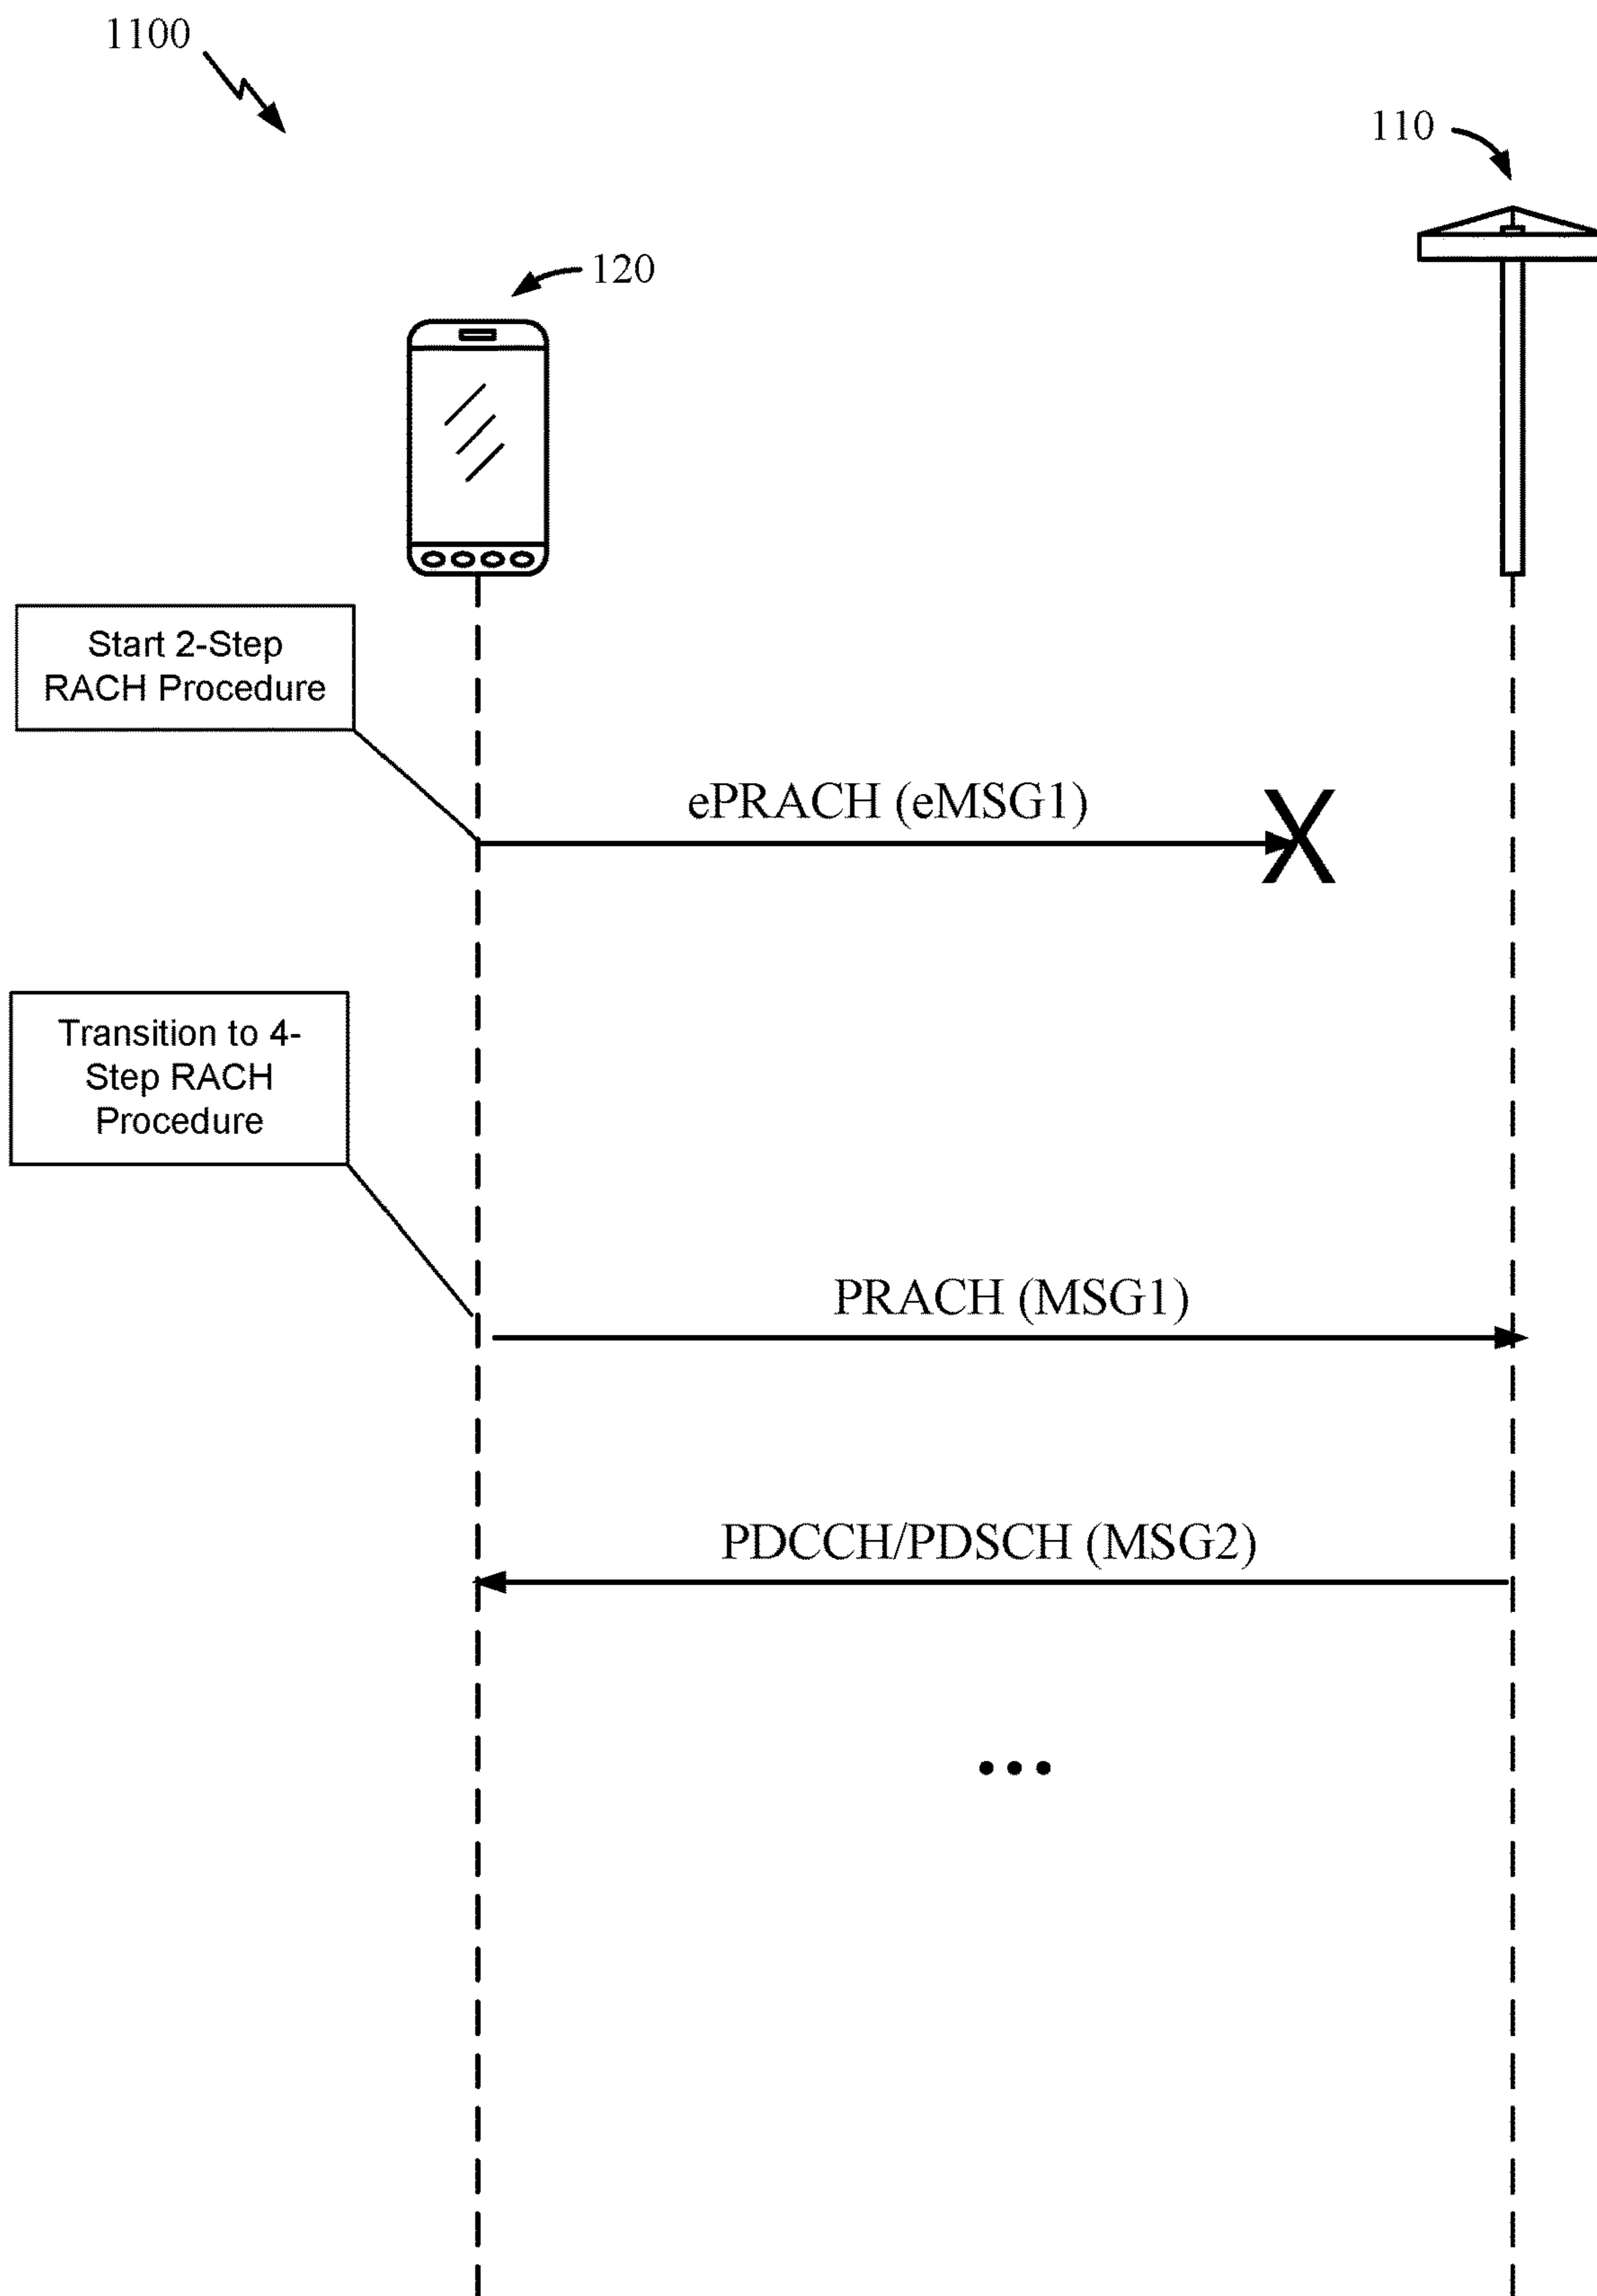 1100
110
120
Start 2-Step
RACH Procedure
ePRACH (eMSG1)
X
Transition to 4-
Step RACH
Procedure
PRACH (MSG1)
PDCCH/PDSCH (MSG2)
...